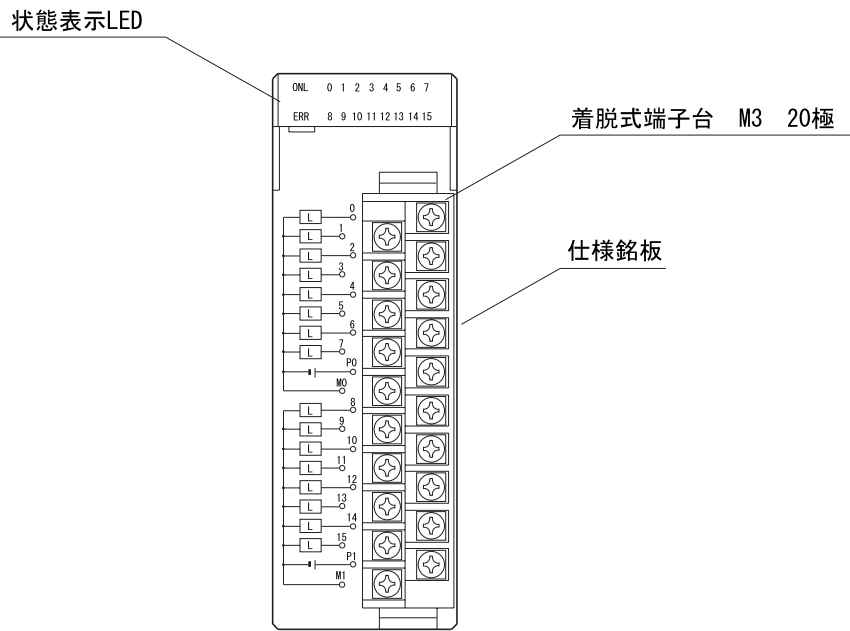 状態表示LED
ONL 0 1 2 3 4 5 6 7
ERR 8 9 10 11 12 13 14 15
着脱式端子台　M3　20極
仕様銘板
L 0
L 1
L 2
L 3
L 4
L 5
L 6
L 7
P0
M0
L 8
L 9
L 10
L 11
L 12
L 13
L 14
L 15
P1
M1